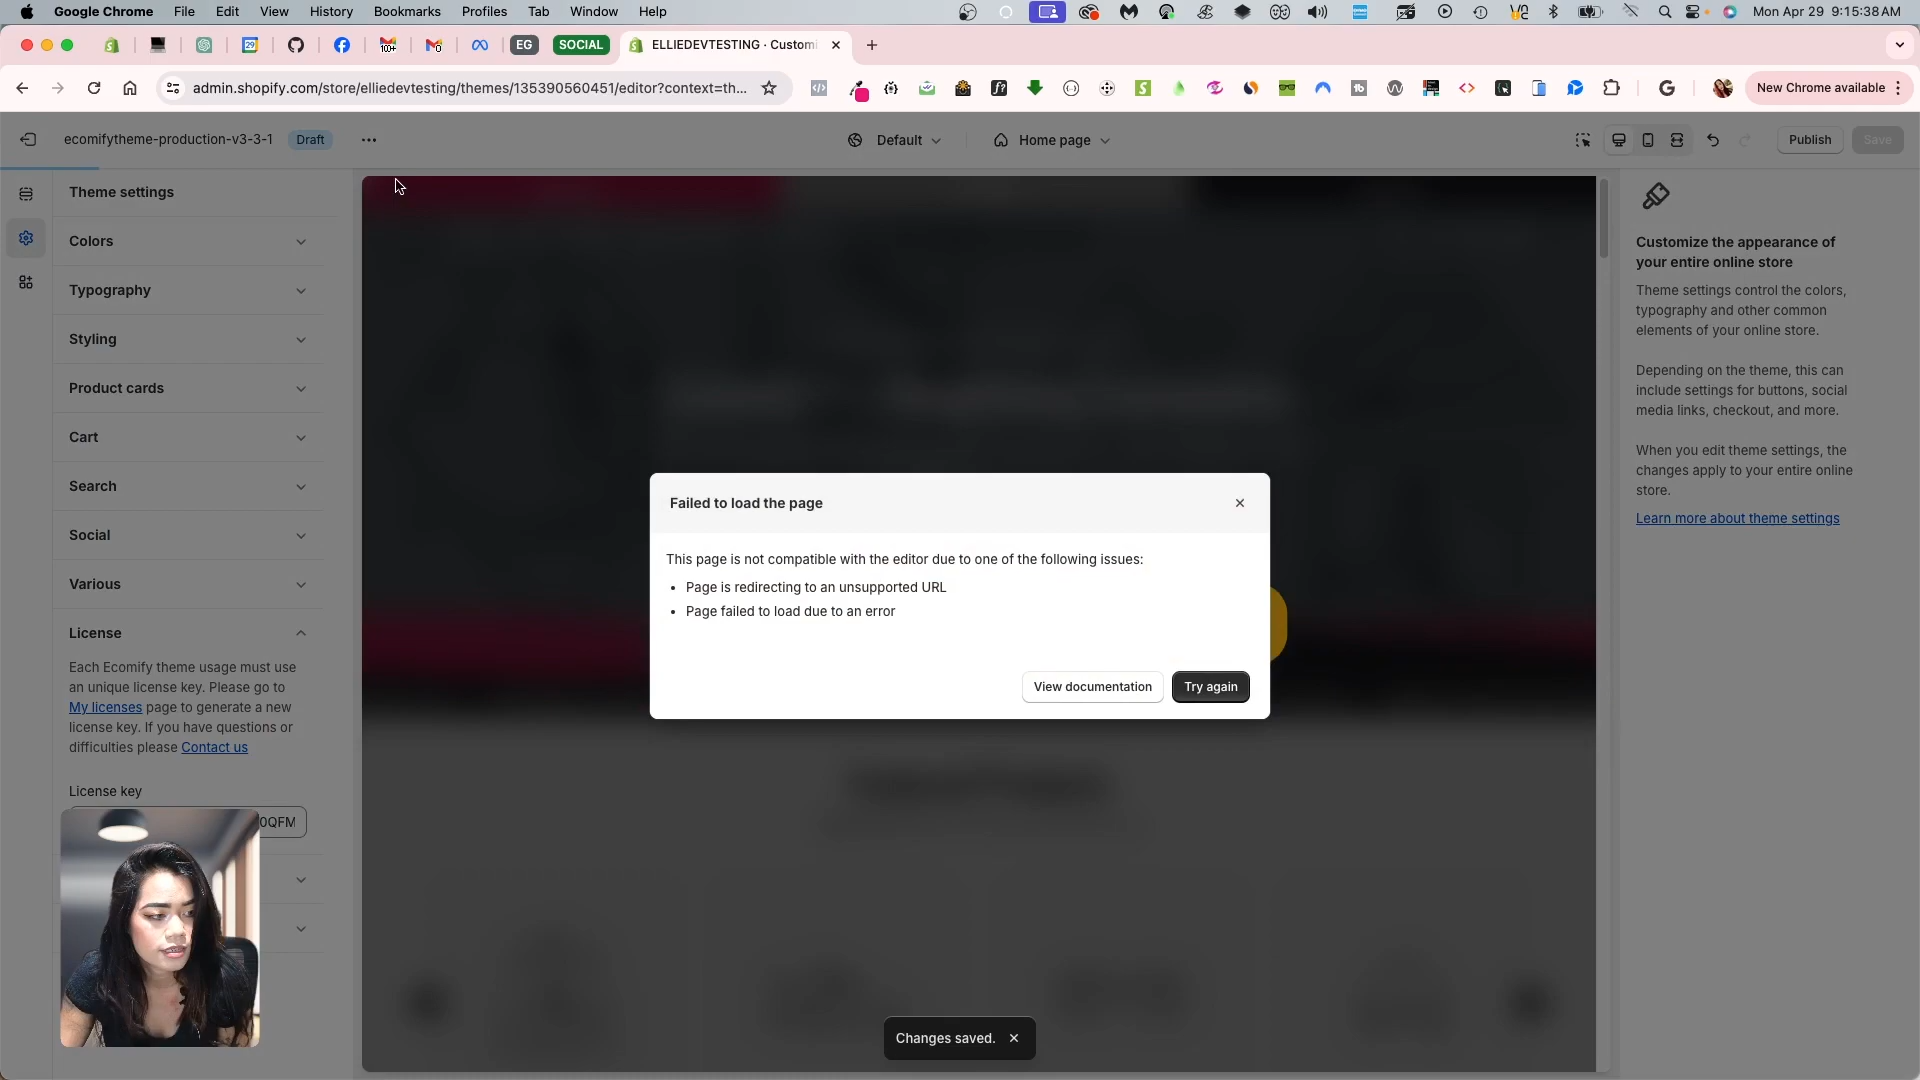 Google Chrome File Edit View History Bookmarks Profiles Tab Window Help Mon Apr 29 9:15:38 AM
EG SOCIAL ELLIEDEVTESTING · Customi
admin.shopify.com/store/elliedevtesting/themes/135390560451/editor?context=th... New Chrome available
ecomifytheme-production-v3-3-1 Draft Default Home page Publish Save
Theme settings
Colors
Typography
Styling
Product cards
Cart
Search
Social
Various
License
Each Ecomify theme usage must use
an unique license key. Please go to
My licenses page to generate a new
license key. If you have questions or
difficulties please Contact us
License key
0QFM
Failed to load the page
This page is not compatible with the editor due to one of the following issues:
• Page is redirecting to an unsupported URL
• Page failed to load due to an error
View documentation Try again
Changes saved.
Customize the appearance of
your entire online store
Theme settings control the colors,
typography and other common
elements of your online store.
Depending on the theme, this can
include settings for buttons, social
media links, checkout, and more.
When you edit theme settings, the
changes apply to your entire online
store.
Learn more about theme settings